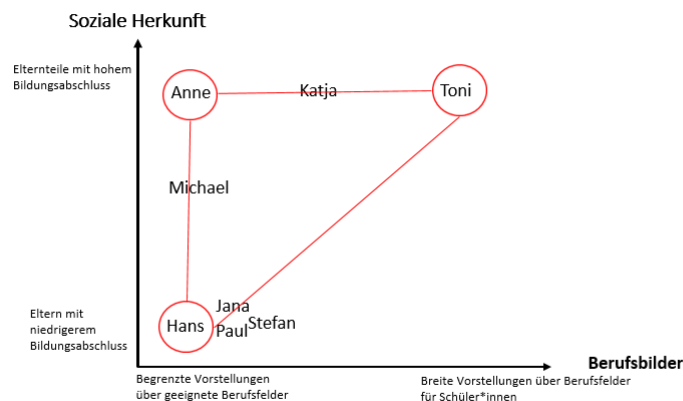 Soziale Herkunft
Elternteile mit hohem
Bildungsabschluss
Anne
Katja
Toni
Michael
Eltern mit
niedrigerem
Bildungsabschluss
Hans
Jana
Paul
Stefan
Berufsbilder
Begrenzte Vorstellungen
über geeignete Berufsfelder
Breite Vorstellungen über Berufsfelder
für Schüler*innen